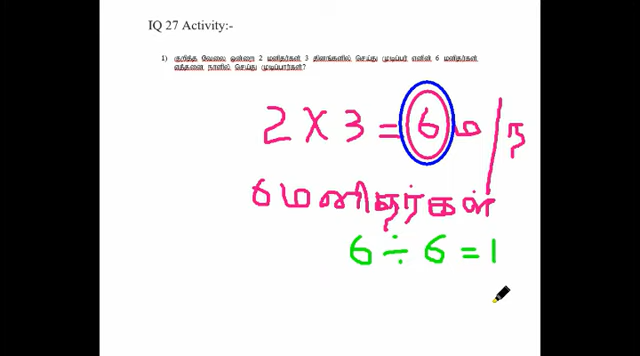 IQ 27 Activity:-
1) குறித்த வேலை ஒன்றை 2 மனிதர்கள் 3 தினங்களில் செய்து முடிப்பர் எனின் 6 மனிதர்கள்
எத்தனை நாளில் செய்து முடிப்பார்கள்?
2 X 3 = 6 ம / ந
6 மனிதர்கள்
6 ÷ 6 = 1